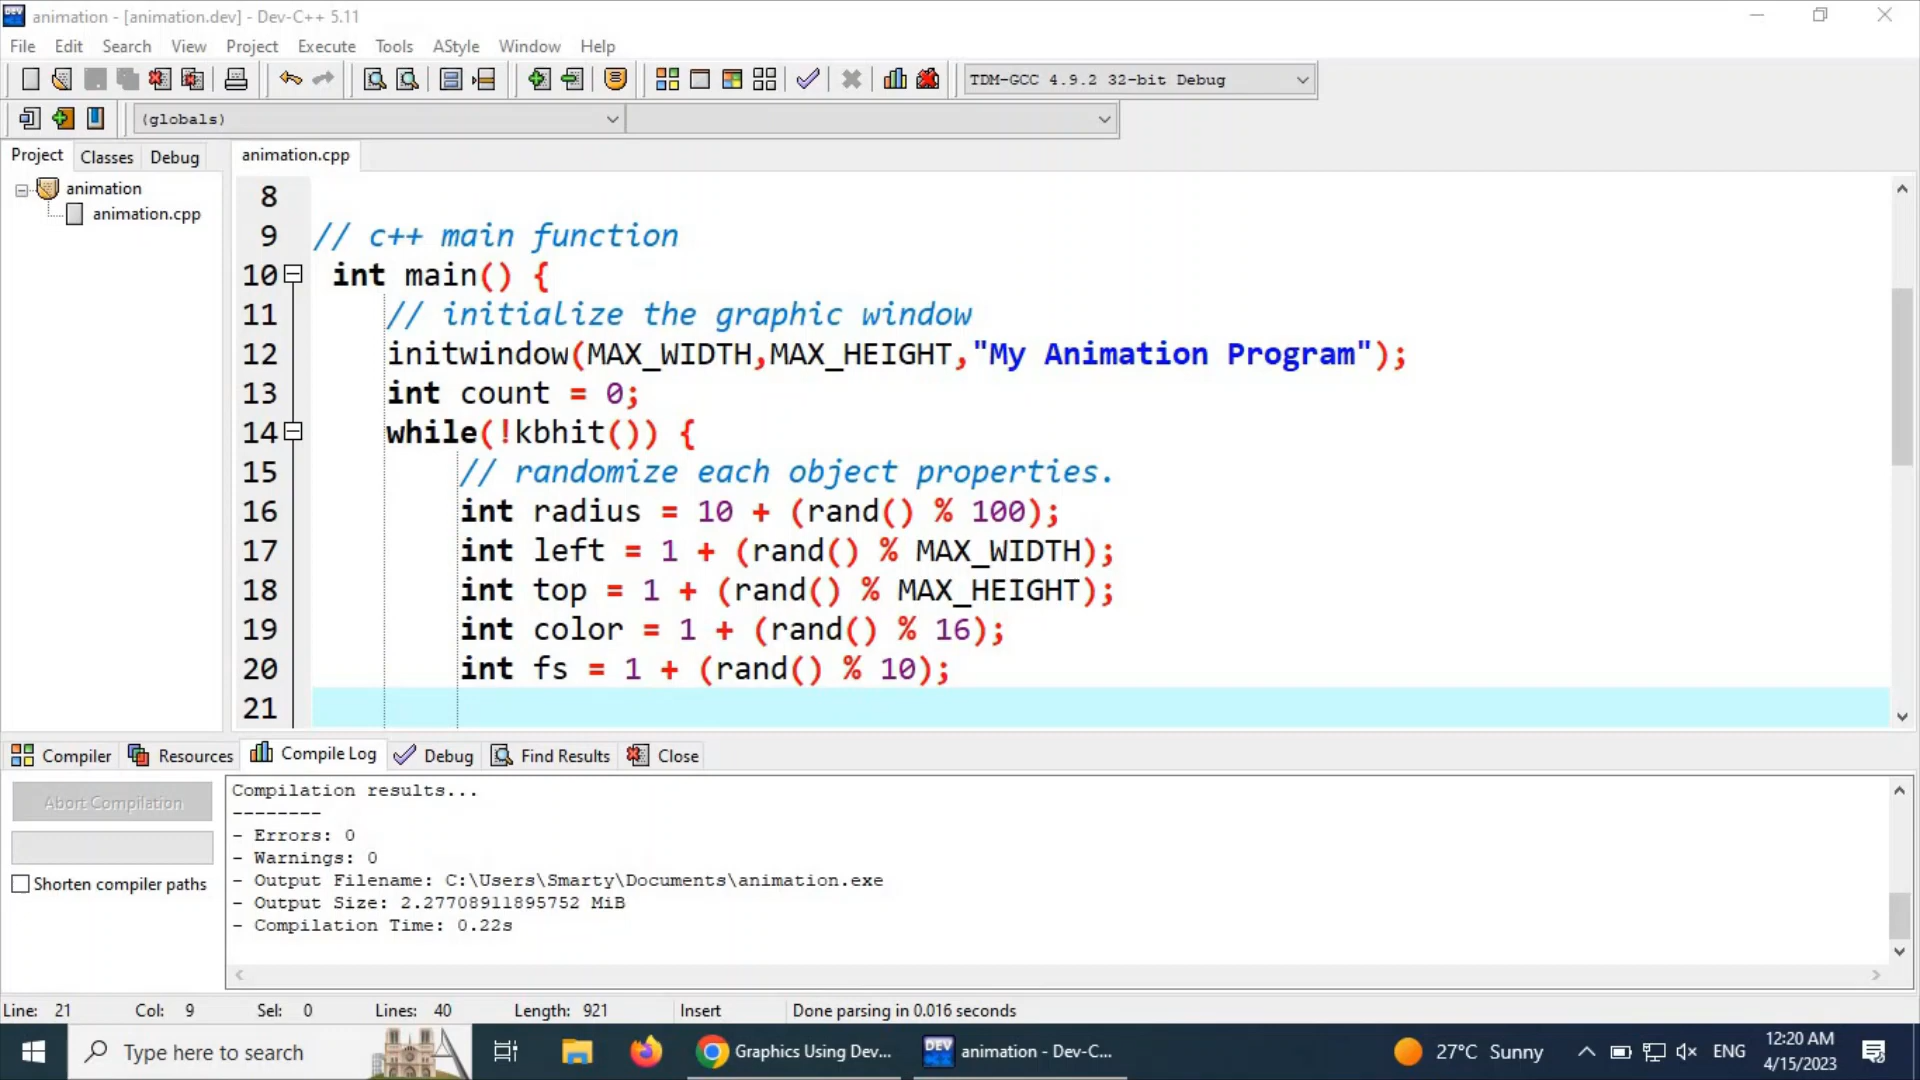 animation - [animation.dev] - Dev-C++ 5.11
File Edit Search View Project Execute Tools AStyle Window Help
TDM-GCC 4.9.2 32-bit Debug
(globals)
Project Classes Debug
animation.cpp
animation
animation.cpp
8
9 // c++ main function
10 int main() {
11 // initialize the graphic window
12 initwindow(MAX_WIDTH,MAX_HEIGHT,"My Animation Program");
13 int count = 0;
14 while(!kbhit()) {
15 // randomize each object properties.
16 int radius = 10 + (rand() % 100);
17 int left = 1 + (rand() % MAX_WIDTH);
18 int top = 1 + (rand() % MAX_HEIGHT);
19 int color = 1 + (rand() % 16);
20 int fs = 1 + (rand() % 10);
21
Compiler Resources Compile Log Debug Find Results Close
Abort Compilation
Shorten compiler paths
Compilation results...
--------
- Errors: 0
- Warnings: 0
- Output Filename: C:\Users\Smarty\Documents\animation.exe
- Output Size: 2.27708911895752 MiB
- Compilation Time: 0.22s
Line: 21 Col: 9 Sel: 0 Lines: 40 Length: 921 Insert Done parsing in 0.016 seconds
Type here to search
Graphics Using Dev...
DEV
animation - Dev-C...
27°C Sunny
ENG
12:20 AM
4/15/2023